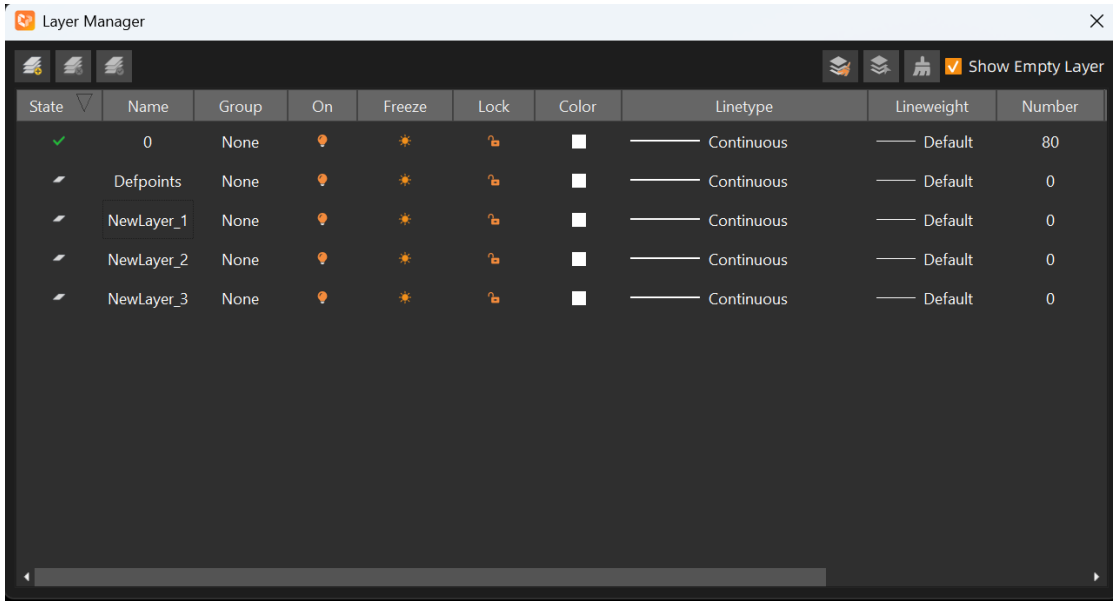 Layer Manager
Show Empty Layer
State Name Group On Freeze Lock Color Linetype Lineweight Number
0 None Continuous Default 80
Defpoints None Continuous Default 0
NewLayer_1 None Continuous Default 0
NewLayer_2 None Continuous Default 0
NewLayer_3 None Continuous Default 0